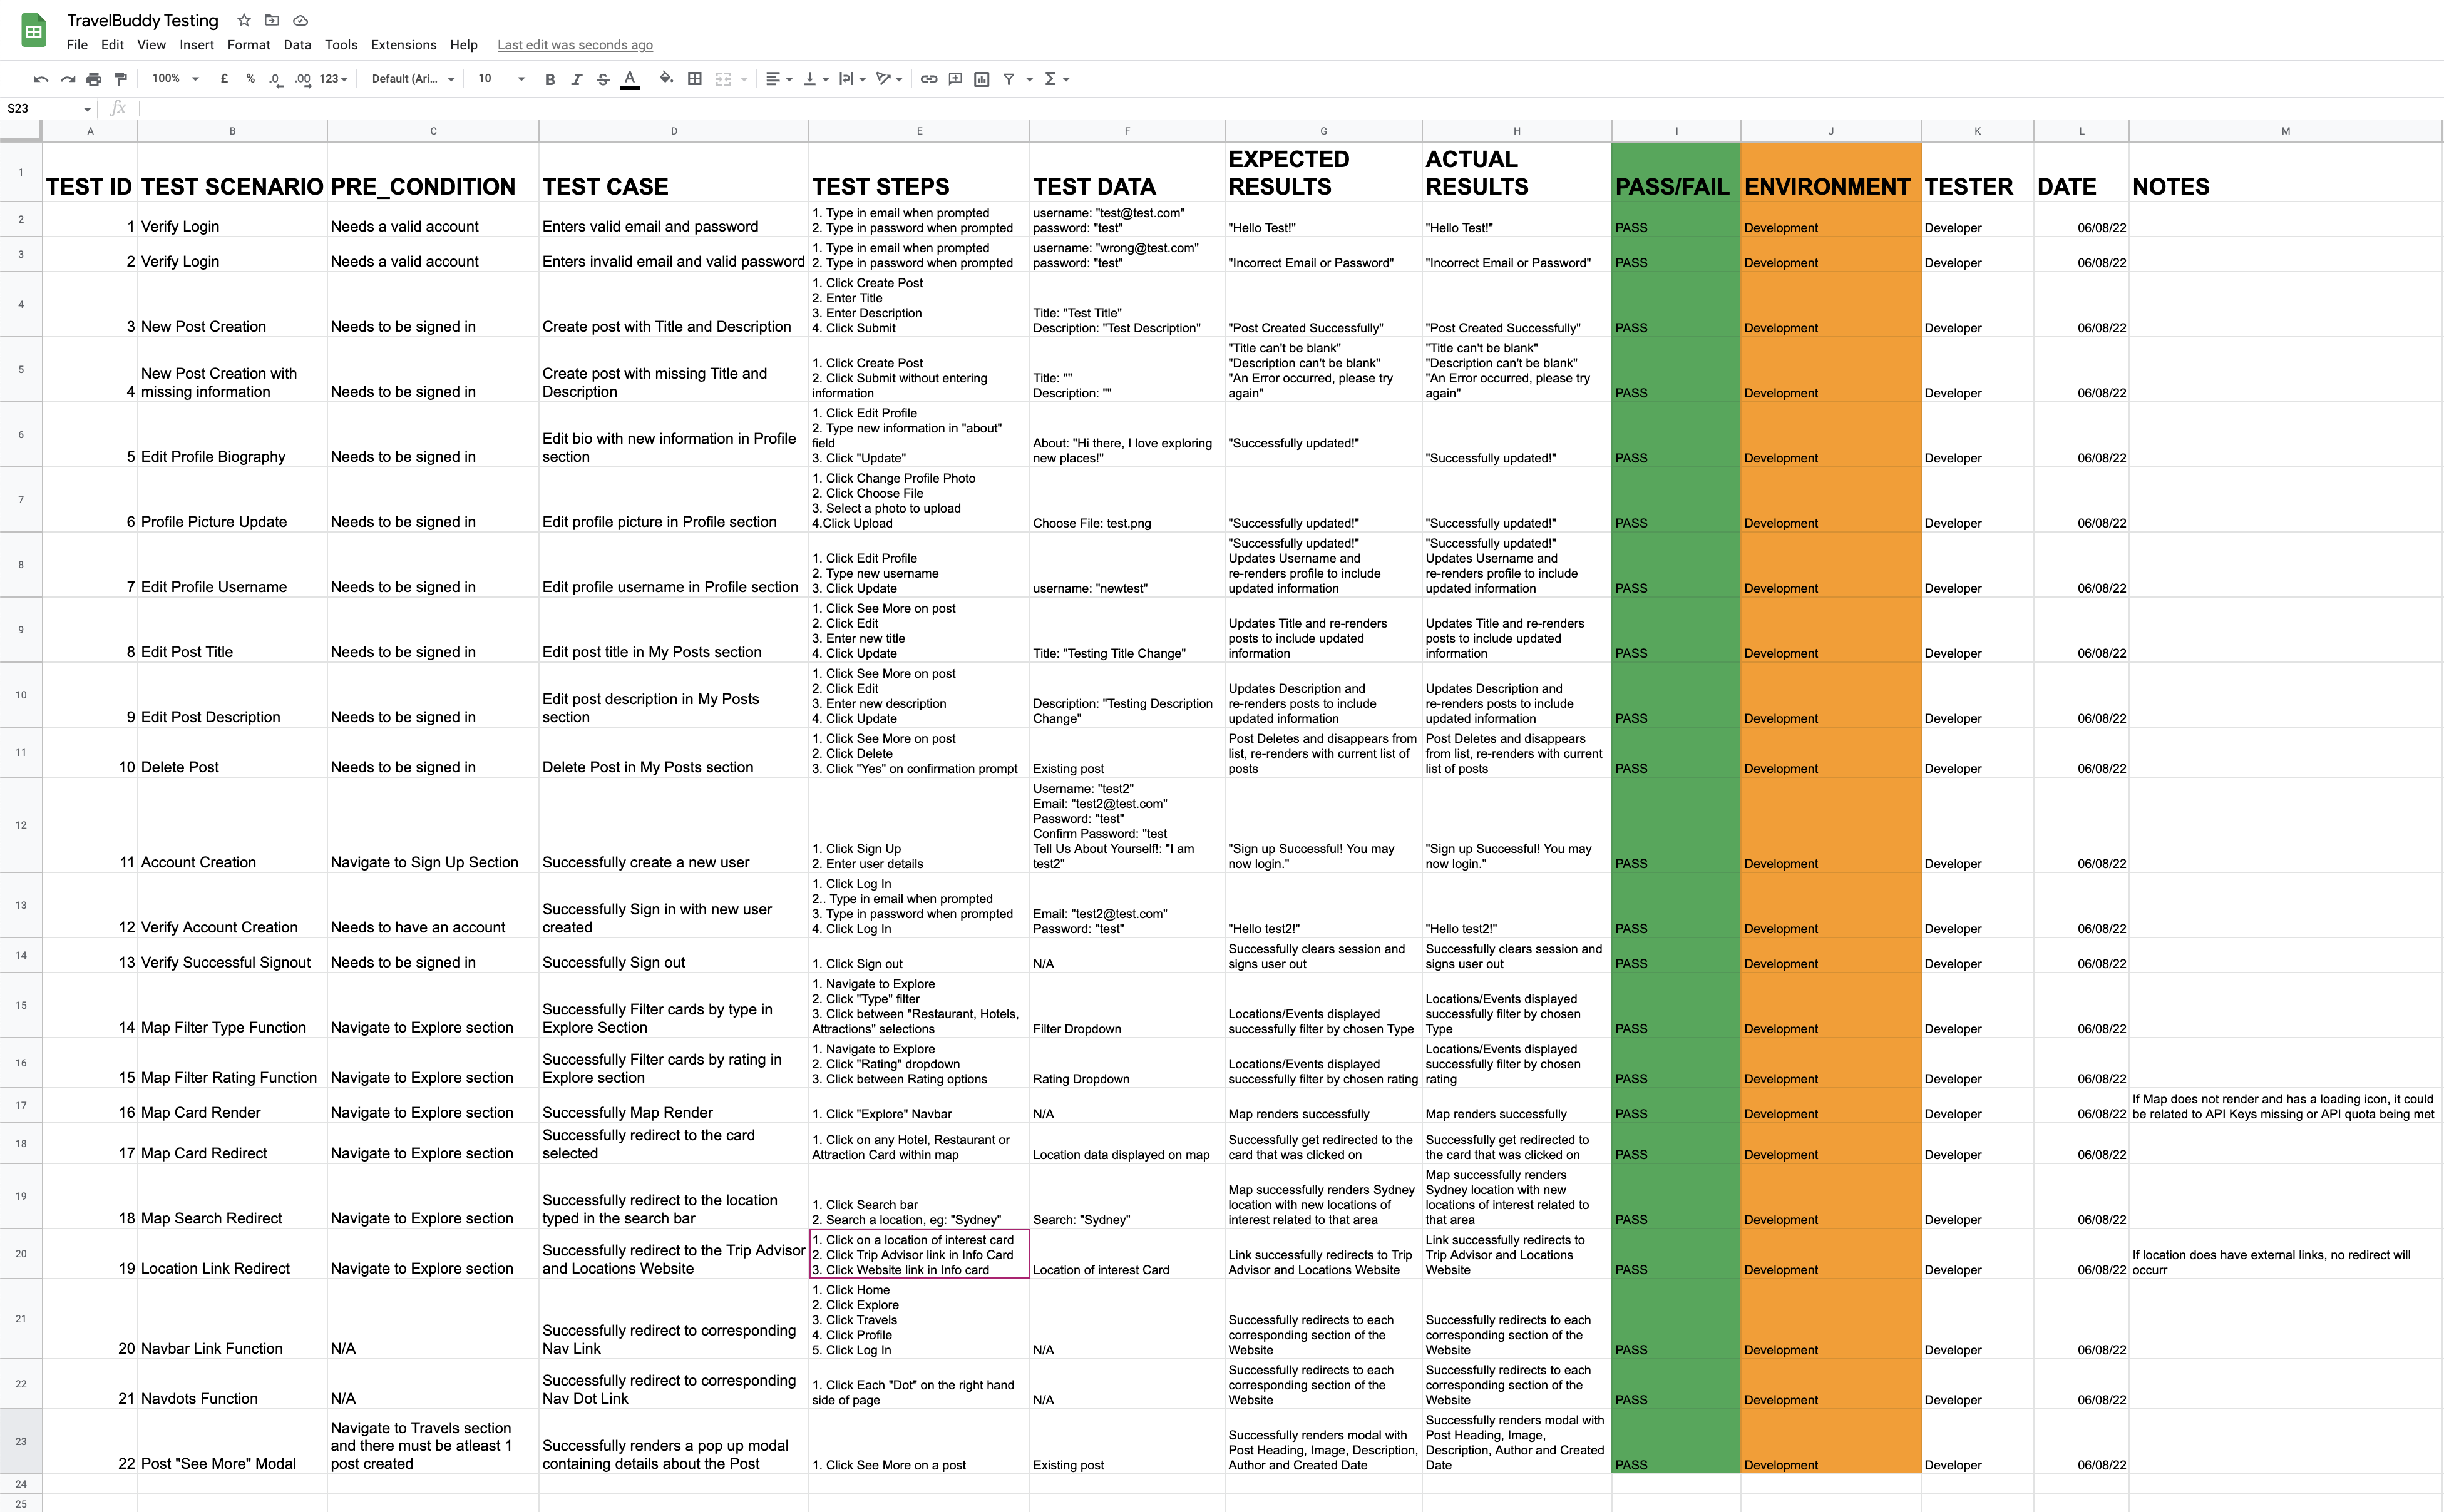 TravelBuddy Testing
File Edit View Insert Format Data Tools Extensions Help Last edit was seconds ago
100% £ % .0 .00 123 Default (Ari... 10 B I S A
S23 fx
A B C D E F G H I J K L M
1 TEST ID TEST SCENARIO PRE_CONDITION TEST CASE TEST STEPS TEST DATA EXPECTED RESULTS ACTUAL RESULTS PASS/FAIL ENVIRONMENT TESTER DATE NOTES
2 1 Verify Login Needs a valid account Enters valid email and password 1. Type in email when prompted 2. Type in password when prompted username: "test@test.com" password: "test" "Hello Test!" "Hello Test!" PASS Development Developer 06/08/22
3 2 Verify Login Needs a valid account Enters invalid email and valid password 1. Type in email when prompted 2. Type in password when prompted username: "wrong@test.com" password: "test" "Incorrect Email or Password" "Incorrect Email or Password" PASS Development Developer 06/08/22
4 3 New Post Creation Needs to be signed in Create post with Title and Description 1. Click Create Post 2. Enter Title 3. Enter Description 4. Click Submit Title: "Test Title" Description: "Test Description" "Post Created Successfully" "Post Created Successfully" PASS Development Developer 06/08/22
5 4 New Post Creation with missing information Needs to be signed in Create post with missing Title and Description 1. Click Create Post 2. Click Submit without entering information Title: "" Description: "" "Title can't be blank" "Description can't be blank" "An Error occurred, please try again" "Title can't be blank" "Description can't be blank" "An Error occurred, please try again" PASS Development Developer 06/08/22
6 5 Edit Profile Biography Needs to be signed in Edit bio with new information in Profile section 1. Click Edit Profile 2. Type new information in "about" field 3. Click "Update" About: "Hi there, I love exploring new places!" "Successfully updated!" "Successfully updated!" PASS Development Developer 06/08/22
7 6 Profile Picture Update Needs to be signed in Edit profile picture in Profile section 1. Click Change Profile Photo 2. Click Choose File 3. Select a photo to upload 4.Click Upload Choose File: test.png "Successfully updated!" "Successfully updated!" PASS Development Developer 06/08/22
8 7 Edit Profile Username Needs to be signed in Edit profile username in Profile section 1. Click Edit Profile 2. Type new username 3. Click Update username: "newtest" "Successfully updated!" Updates Username and re-renders profile to include updated information "Successfully updated!" Updates Username and re-renders profile to include updated information PASS Development Developer 06/08/22
9 8 Edit Post Title Needs to be signed in Edit post title in My Posts section 1. Click See More on post 2. Click Edit 3. Enter new title 4. Click Update Title: "Testing Title Change" Updates Title and re-renders posts to include updated information Updates Title and re-renders posts to include updated information PASS Development Developer 06/08/22
10 9 Edit Post Description Needs to be signed in Edit post description in My Posts section 1. Click See More on post 2. Click Edit 3. Enter new description 4. Click Update Description: "Testing Description Change" Updates Description and re-renders posts to include updated information Updates Description and re-renders posts to include updated information PASS Development Developer 06/08/22
11 10 Delete Post Needs to be signed in Delete Post in My Posts section 1. Click See More on post 2. Click Delete 3. Click "Yes" on confirmation prompt Existing post Post Deletes and disappears from list, re-renders with current list of posts Post Deletes and disappears from list, re-renders with current list of posts PASS Development Developer 06/08/22
12 11 Account Creation Navigate to Sign Up Section Successfully create a new user 1. Click Sign Up 2. Enter user details Username: "test2" Email: "test2@test.com" Password: "test" Confirm Password: "test Tell Us About Yourself!: "I am test2" "Sign up Successful! You may now login." "Sign up Successful! You may now login." PASS Development Developer 06/08/22
13 12 Verify Account Creation Needs to have an account Successfully Sign in with new user created 1. Click Log In 2.. Type in email when prompted 3. Type in password when prompted 4. Click Log In Email: "test2@test.com" Password: "test" "Hello test2!" "Hello test2!" PASS Development Developer 06/08/22
14 13 Verify Successful Signout Needs to be signed in Successfully Sign out 1. Click Sign out N/A Successfully clears session and signs user out Successfully clears session and signs user out PASS Development Developer 06/08/22
15 14 Map Filter Type Function Navigate to Explore section Successfully Filter cards by type in Explore Section 1. Navigate to Explore 2. Click "Type" filter 3. Click between "Restaurant, Hotels, Attractions" selections Filter Dropdown Locations/Events displayed successfully filter by chosen Type Locations/Events displayed successfully filter by chosen Type PASS Development Developer 06/08/22
16 15 Map Filter Rating Function Navigate to Explore section Successfully Filter cards by rating in Explore section 1. Navigate to Explore 2. Click "Rating" dropdown 3. Click between Rating options Rating Dropdown Locations/Events displayed successfully filter by chosen rating Locations/Events displayed successfully filter by chosen rating PASS Development Developer 06/08/22
17 16 Map Card Render Navigate to Explore section Successfully Map Render 1. Click "Explore" Navbar N/A Map renders successfully Map renders successfully PASS Development Developer 06/08/22 If Map does not render and has a loading icon, it could be related to API Keys missing or API quota being met
18 17 Map Card Redirect Navigate to Explore section Successfully redirect to the card selected 1. Click on any Hotel, Restaurant or Attraction Card within map Location data displayed on map Successfully get redirected to the card that was clicked on Successfully get redirected to the card that was clicked on PASS Development Developer 06/08/22
19 18 Map Search Redirect Navigate to Explore section Successfully redirect to the location typed in the search bar 1. Click Search bar 2. Search a location, eg: "Sydney" Search: "Sydney" Map successfully renders Sydney location with new locations of interest related to that area Map successfully renders Sydney location with new locations of interest related to that area PASS Development Developer 06/08/22
20 19 Location Link Redirect Navigate to Explore section Successfully redirect to the Trip Advisor and Locations Website 1. Click on a location of interest card 2. Click Trip Advisor link in Info Card 3. Click Website link in Info card Location of interest Card Link successfully redirects to Trip Advisor and Locations Website Link successfully redirects to Trip Advisor and Locations Website PASS Development Developer 06/08/22 If location does have external links, no redirect will occurr
21 20 Navbar Link Function N/A Successfully redirect to corresponding Nav Link 1. Click Home 2. Click Explore 3. Click Travels 4. Click Profile 5. Click Log In N/A Successfully redirects to each corresponding section of the Website Successfully redirects to each corresponding section of the Website PASS Development Developer 06/08/22
22 21 Navdots Function N/A Successfully redirect to corresponding Nav Dot Link 1. Click Each "Dot" on the right hand side of page N/A Successfully redirects to each corresponding section of the Website Successfully redirects to each corresponding section of the Website PASS Development Developer 06/08/22
23 22 Post "See More" Modal Navigate to Travels section and there must be atleast 1 post created Successfully renders a pop up modal containing details about the Post 1. Click See More on a post Existing post Successfully renders modal with Post Heading, Image, Description, Author and Created Date Successfully renders modal with Post Heading, Image, Description, Author and Created Date PASS Development Developer 06/08/22
24
25